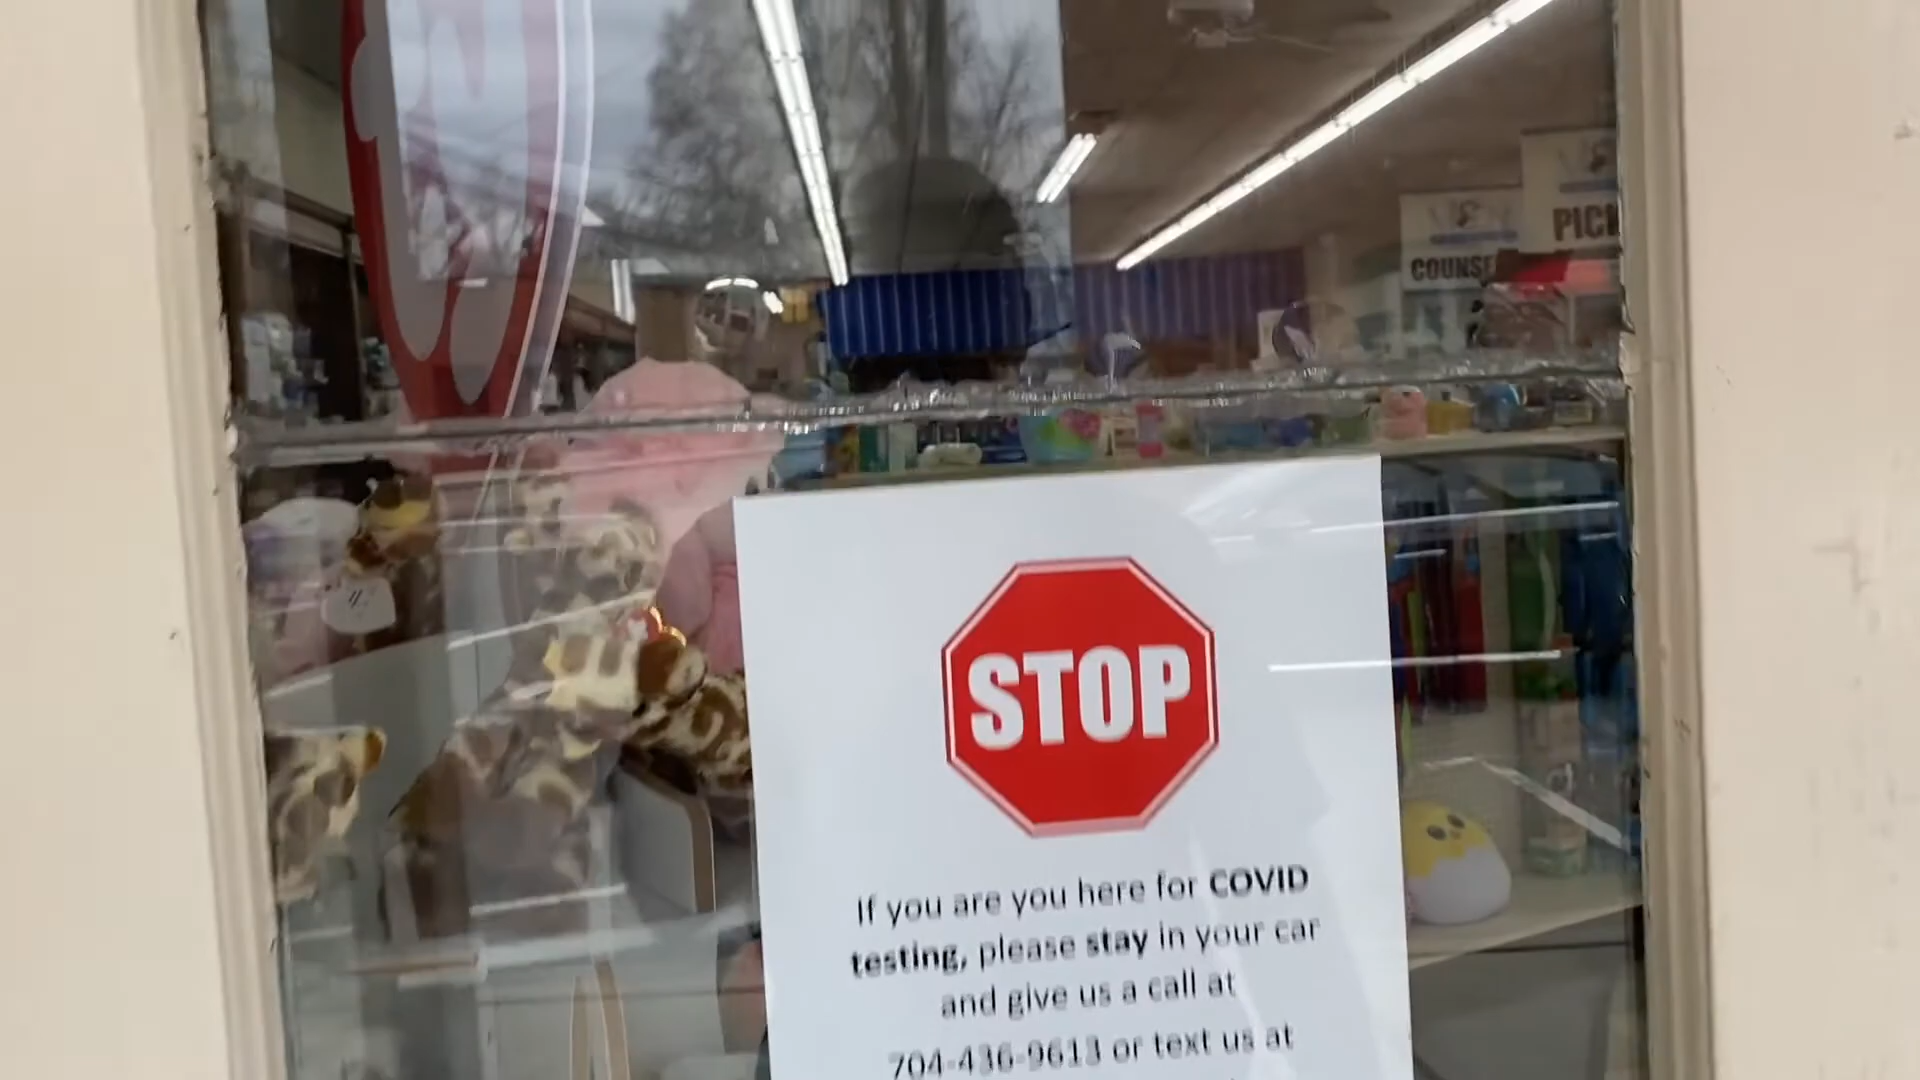 PICK
COUNSE
STOP
If you are you here for COVID
testing, please stay in your car
and give us a call at
704-436-9613 or text us at